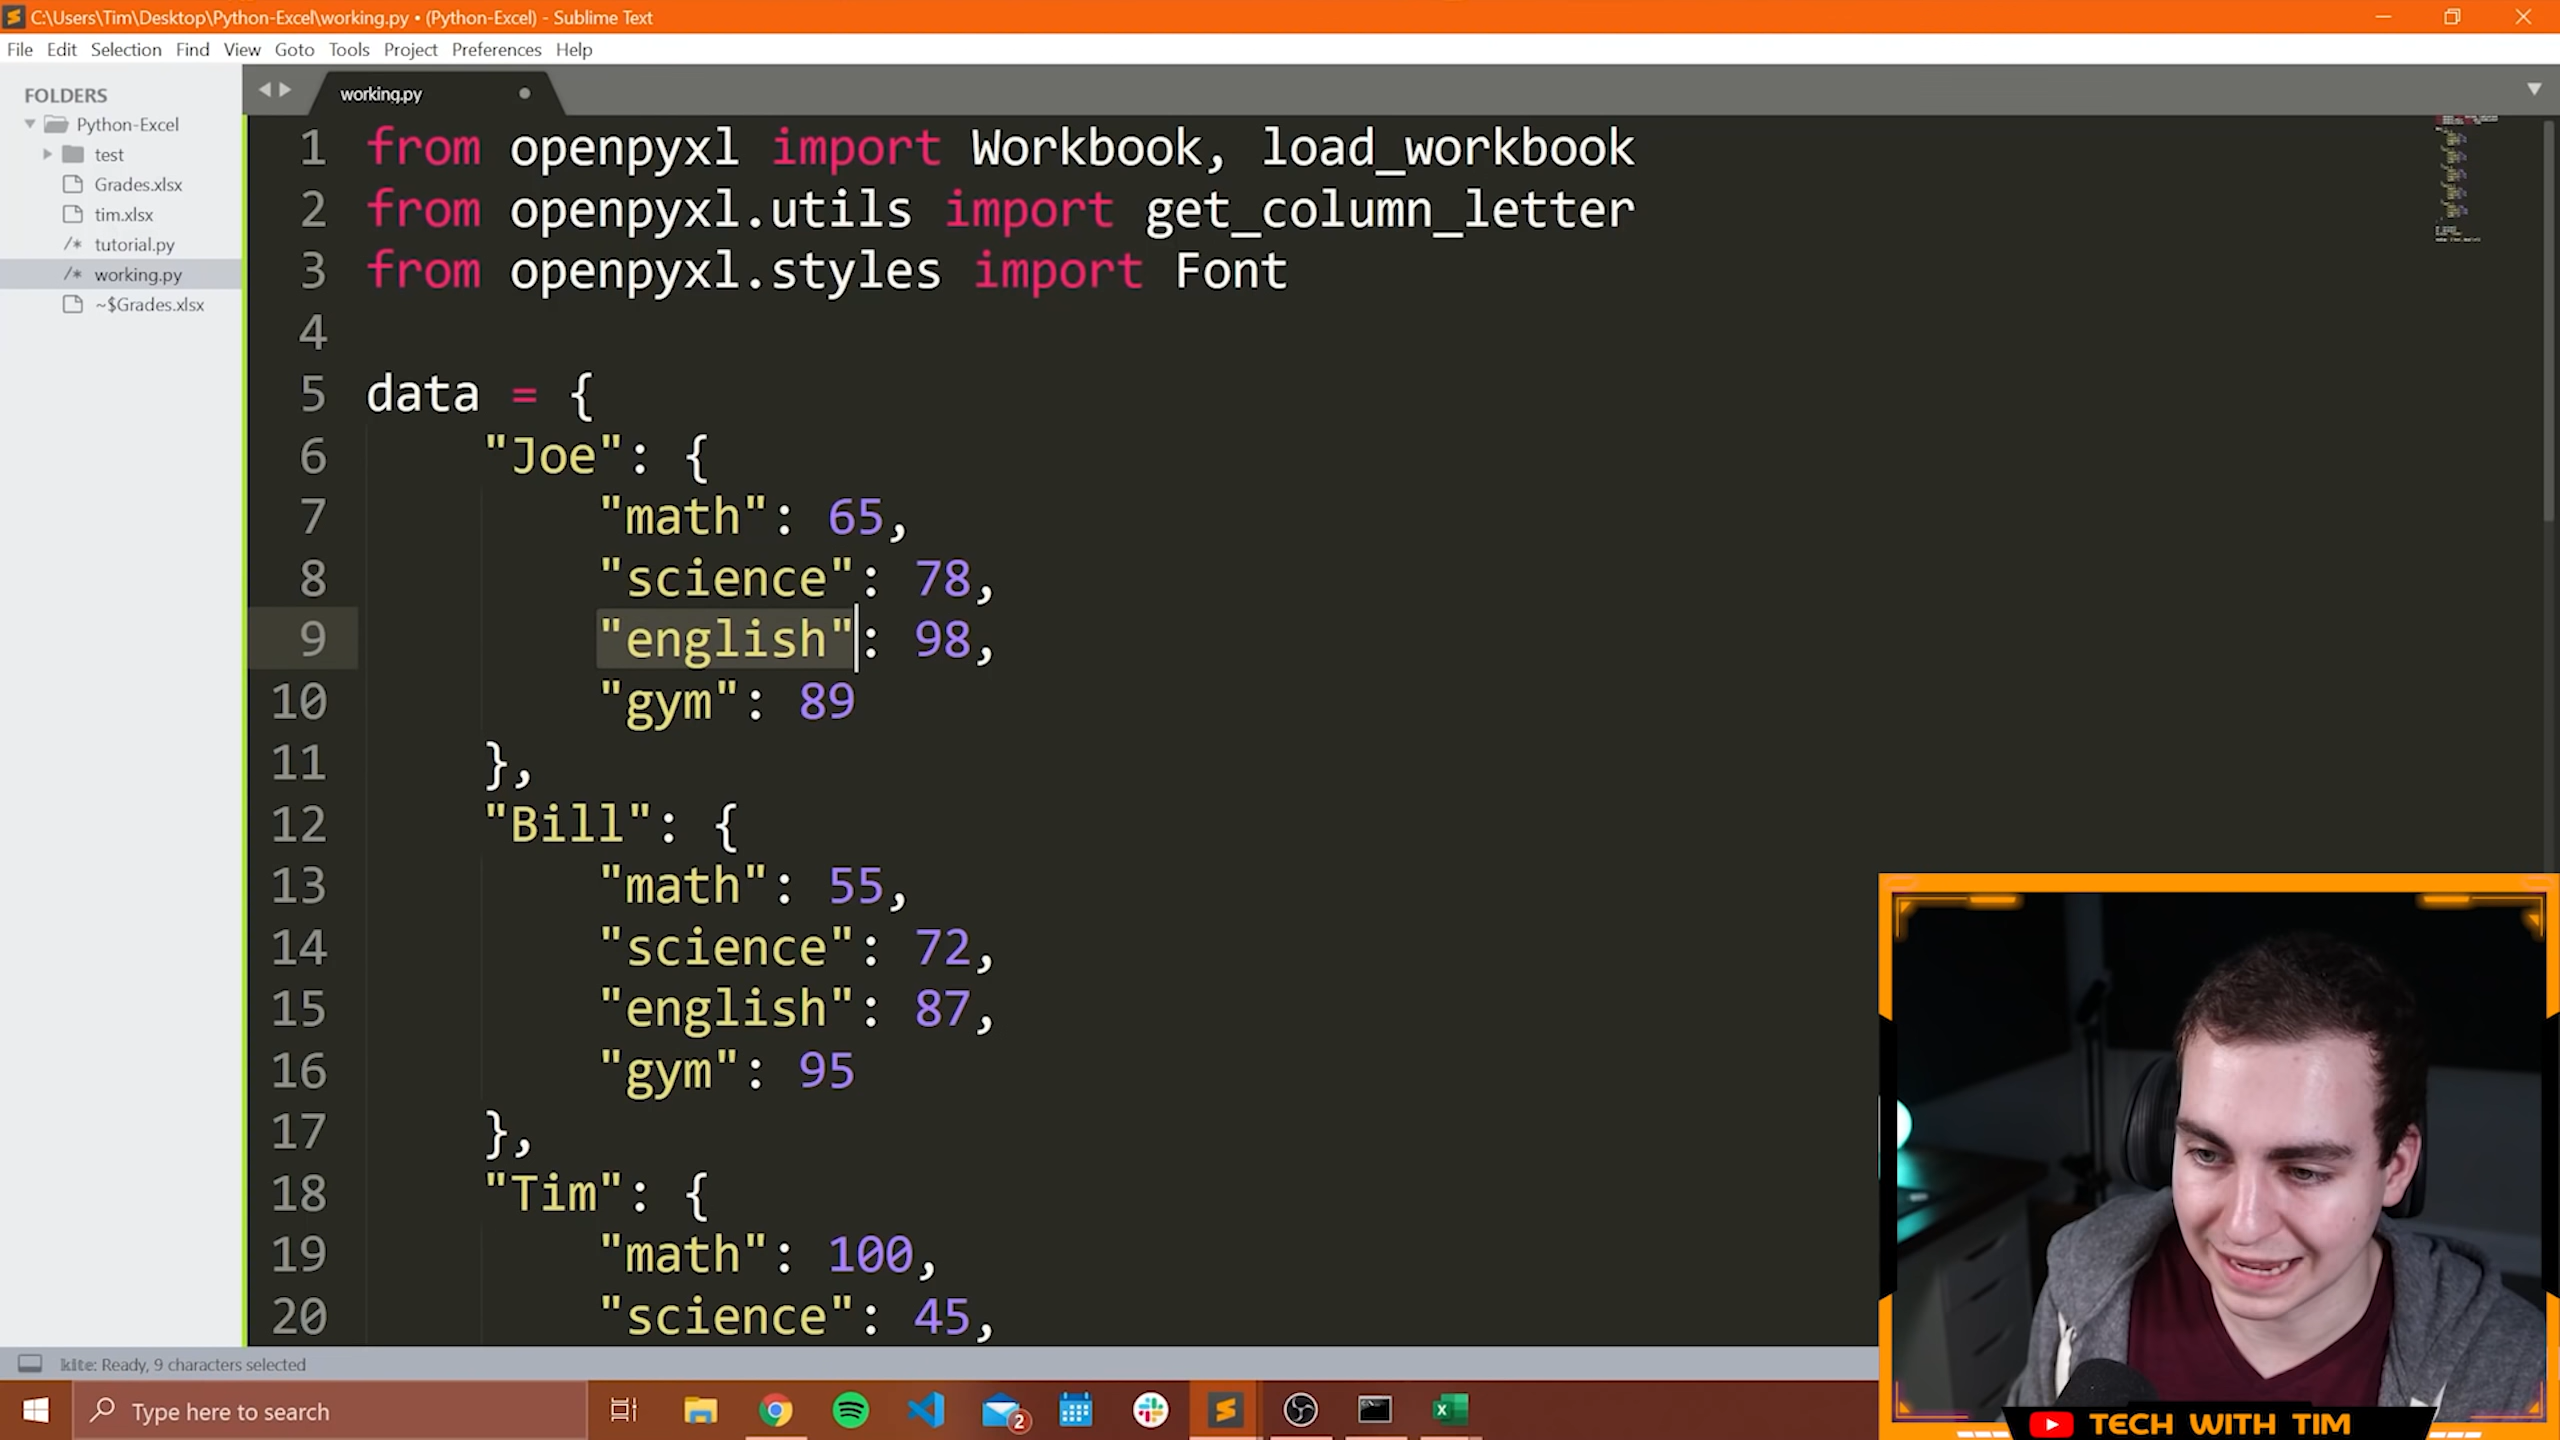 C:\Users\Tim\Desktop\Python-Excel\working.py • (Python-Excel) - Sublime Text
File Edit Selection Find View Goto Tools Project Preferences Help
FOLDERS
Python-Excel
test
Grades.xlsx
tim.xlsx
/* tutorial.py
/* working.py
~$Grades.xlsx
working.py
1 from openpyxl import Workbook, load_workbook
2 from openpyxl.utils import get_column_letter
3 from openpyxl.styles import Font
4
5 data = {
6 "Joe": {
7 "math": 65,
8 "science": 78,
9 "english": 98,
10 "gym": 89
11 },
12 "Bill": {
13 "math": 55,
14 "science": 72,
15 "english": 87,
16 "gym": 95
17 },
18 "Tim": {
19 "math": 100,
20 "science": 45,
kite: Ready, 9 characters selected
Type here to search
2
TECH WITH TIM